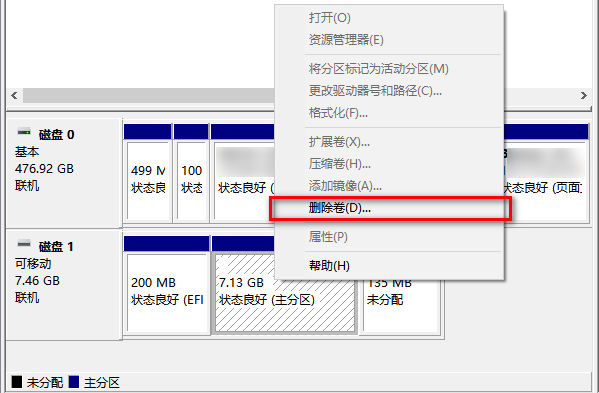 打开(O)
资源管理器(E)
将分区标记为活动分区(M)
更改驱动器号和路径(C)...
格式化(F)...
扩展卷(X)...
压缩卷(H)...
添加镜像(A)...
删除卷(D)...
属性(P)
帮助(H)
磁盘 0
基本
476.92 GB
联机
499 M
状态良
100
状态
状态良好 (
状态良好 (页面
磁盘 1
可移动
7.46 GB
联机
200 MB
状态良好 (EFI
7.13 GB
状态良好 (主分区)
135 MB
未分配
未分配
主分区